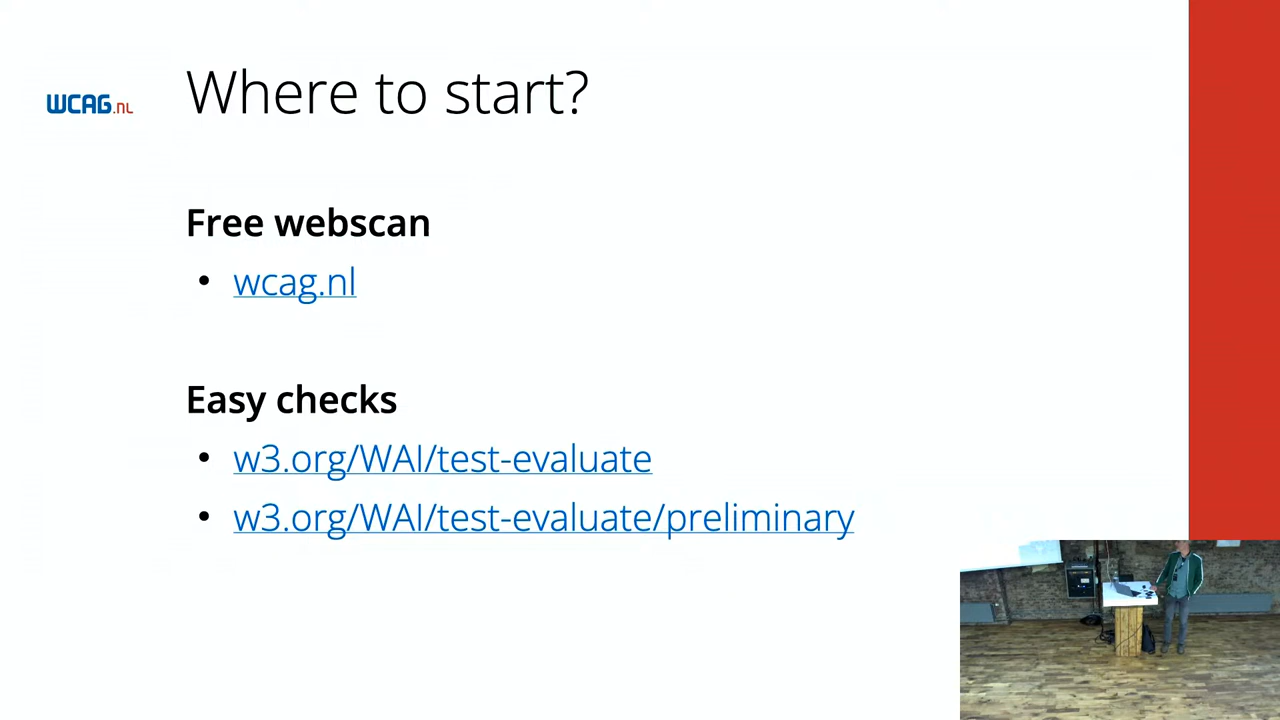 WCAG.nl
Where to start?
Free webscan
• wcag.nl
Easy checks
• w3.org/WAI/test-evaluate
• w3.org/WAI/test-evaluate/preliminary